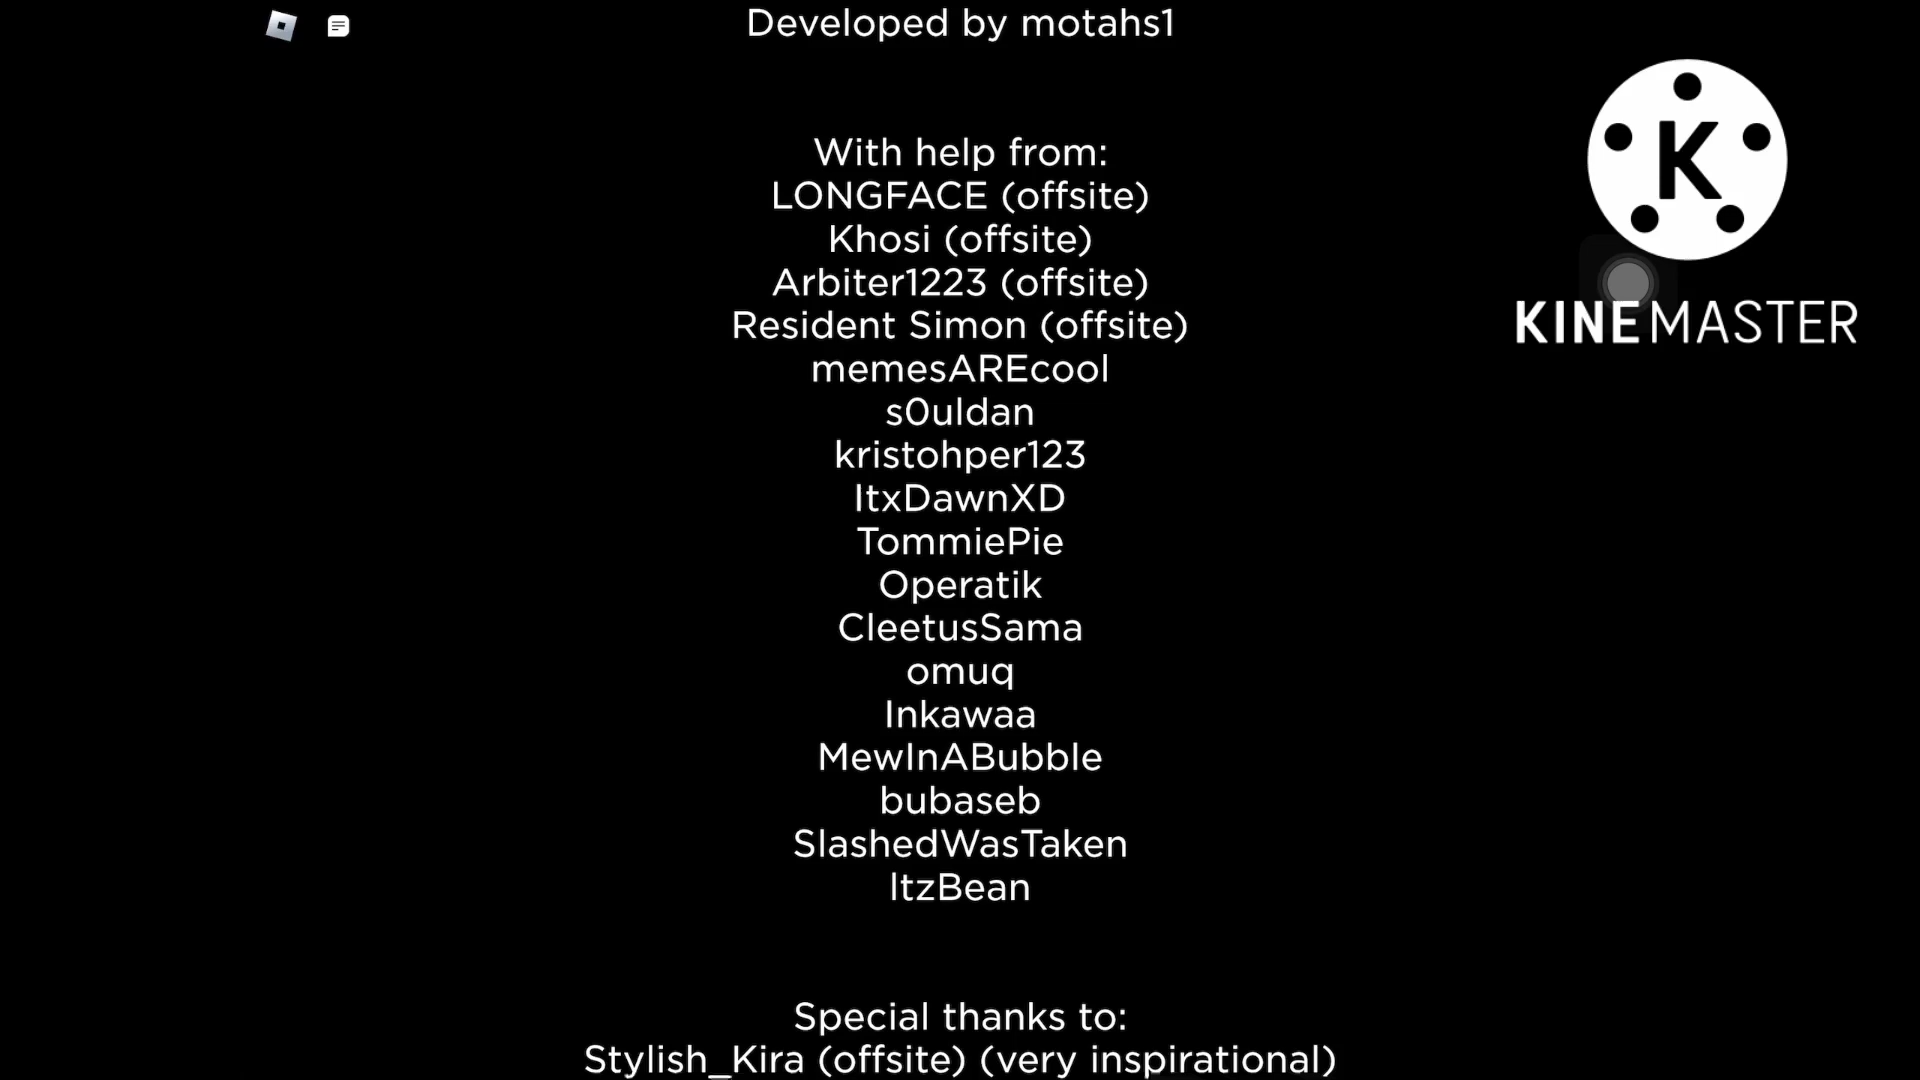 Developed by motahs1
With help from:
LONGFACE (offsite)
Khosi (offsite)
Arbiter1223 (offsite)
Resident Simon (offsite)
memesAREcool
s0uldan
kristohper123
ItxDawnXD
TommiePie
Operatik
CleetusSama
omuq
Inkawaa
MewInABubble
bubaseb
SlashedWasTaken
ItzBean
Special thanks to:
Stylish_Kira (offsite) (very inspirational)
K
KINEMASTER